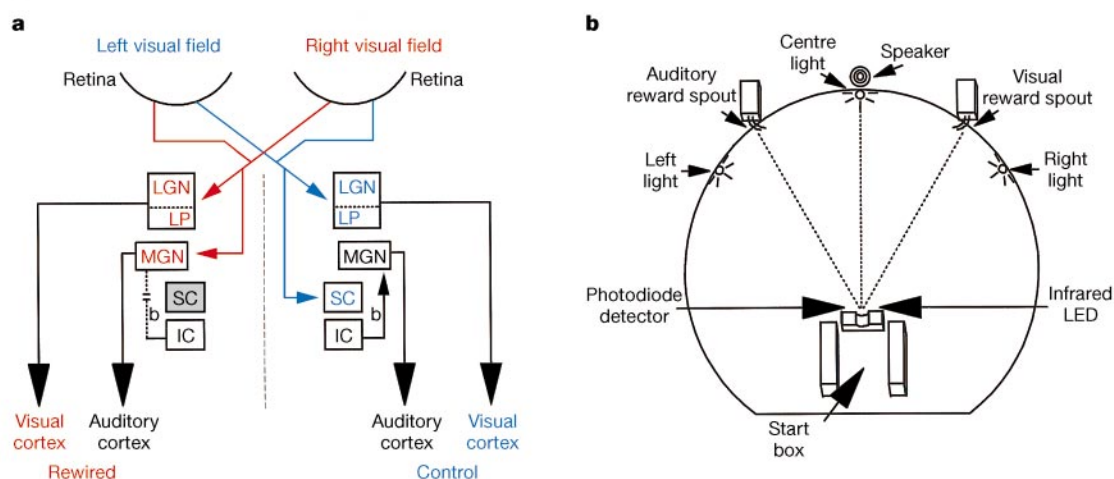 a
Left visual field
Right visual field
Retina
Retina
LGN
LP
LGN
LP
MGN
MGN
SC
SC
b
b
IC
IC
Visual
cortex
Auditory
cortex
Auditory
cortex
Visual
cortex
Rewired
Control
b
Centre
light
Speaker
Auditory
reward spout
Visual
reward spout
Left
light
Right
light
Photodiode
detector
Infrared
LED
Start
box